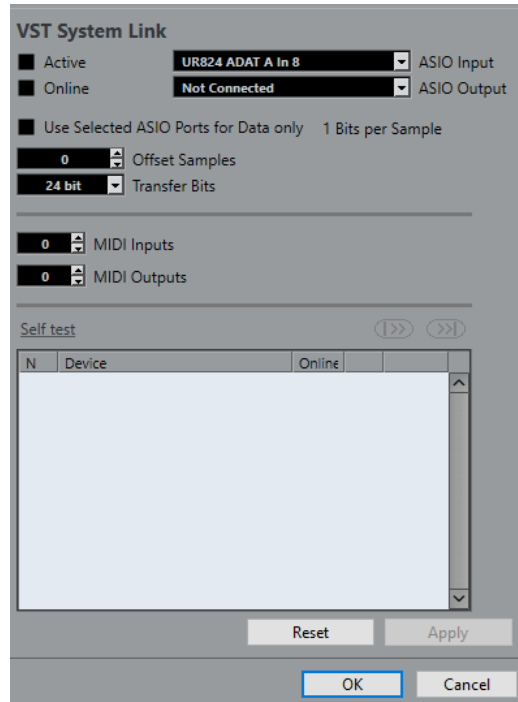 VST System Link
Active UR824 ADAT A In 8 ASIO Input
Online Not Connected ASIO Output
Use Selected ASIO Ports for Data only 1 Bits per Sample
0 Offset Samples
24 bit Transfer Bits
0 MIDI Inputs
0 MIDI Outputs
Self test
N Device Online
Reset Apply
OK Cancel